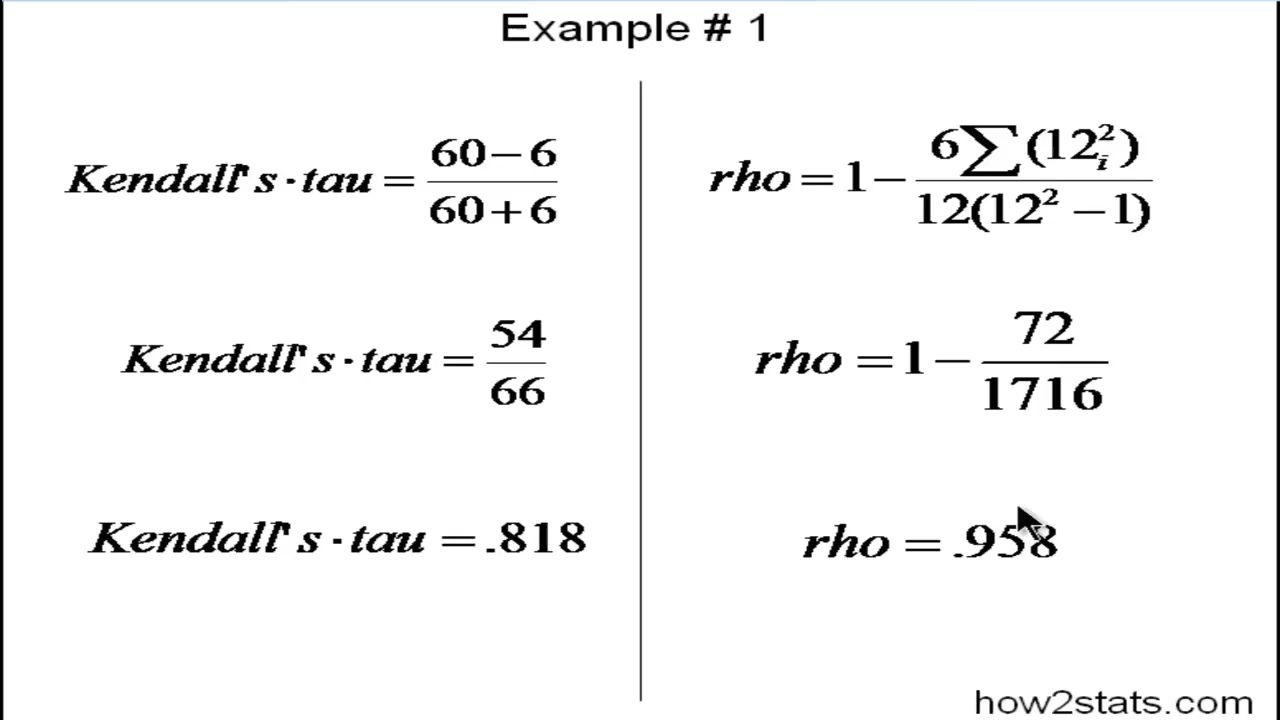 Example # 1
Kendall's · tau = 60 − 6 / 60 + 6
Kendall's · tau = 54 / 66
Kendall's · tau = .818
rho = 1 − 6∑(12ᵢ²) / 12(12² − 1)
rho = 1 − 72 / 1716
rho = .958
how2stats.com